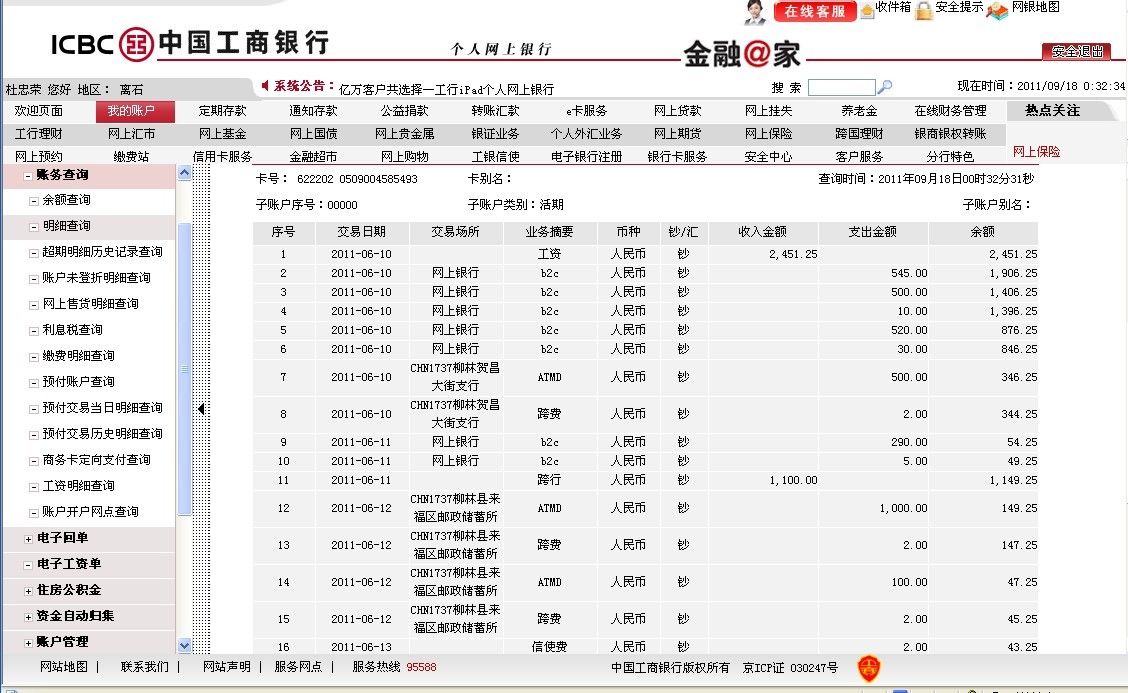 在线客服 收件箱 安全提示 网银地图
ICBC 中国工商银行 个人网上银行 金融@家 安全退出
杜忠荣 您好 地区： 离石 系统公告：亿万客户共选择－工行iPad个人网上银行 搜 索 现在时间：2011/09/18 0:32:34
欢迎页面 我的账户 定期存款 通知存款 公益捐款 转账汇款 e卡服务 网上贷款 网上挂失 养老金 在线财务管理 热点关注
工行理财 网上汇市 网上基金 网上国债 网上贵金属 银证业务 个人外汇业务 网上期货 网上保险 跨国理财 银商银权转账
网上预约 缴费站 信用卡服务 金融超市 网上购物 工银信使 电子银行注册 银行卡服务 安全中心 客户服务 分行特色 网上保险
账务查询
余额查询
明细查询
超期明细历史记录查询
账户未登折明细查询
网上售货明细查询
利息税查询
缴费明细查询
预付账户查询
预付交易当日明细查询
预付交易历史明细查询
商务卡定向支付查询
工资明细查询
账户开户网点查询
电子回单
电子工资单
住房公积金
资金自动归集
账户管理
卡号： 622202 0509004585493 卡别名： 查询时间：2011年09月18日00时32分31秒
子账户序号：00000 子账户类别：活期 子账户别名：
序号 交易日期 交易场所 业务摘要 币种 钞/汇 收入金额 支出金额 余额
1 2011-06-10 工资 人民币 钞 2,451.25 2,451.25
2 2011-06-10 网上银行 b2c 人民币 钞 545.00 1,906.25
3 2011-06-10 网上银行 b2c 人民币 钞 500.00 1,406.25
4 2011-06-10 网上银行 b2c 人民币 钞 10.00 1,396.25
5 2011-06-10 网上银行 b2c 人民币 钞 520.00 876.25
6 2011-06-10 网上银行 b2c 人民币 钞 30.00 846.25
7 2011-06-10 CHN1737柳林贺昌大街支行 ATMD 人民币 钞 500.00 346.25
8 2011-06-10 CHN1737柳林贺昌大街支行 跨费 人民币 钞 2.00 344.25
9 2011-06-11 网上银行 b2c 人民币 钞 290.00 54.25
10 2011-06-11 网上银行 b2c 人民币 钞 5.00 49.25
11 2011-06-11 跨行 人民币 钞 1,100.00 1,149.25
12 2011-06-12 CHN1737柳林县来福区邮政储蓄所 ATMD 人民币 钞 1,000.00 149.25
13 2011-06-12 CHN1737柳林县来福区邮政储蓄所 跨费 人民币 钞 2.00 147.25
14 2011-06-12 CHN1737柳林县来福区邮政储蓄所 ATMD 人民币 钞 100.00 47.25
15 2011-06-12 CHN1737柳林县来福区邮政储蓄所 跨费 人民币 钞 2.00 45.25
16 2011-06-13 信使费 人民币 钞 2.00 43.25
网站地图 | 联系我们 | 网站声明 | 服务网点 | 服务热线 95588 中国工商银行版权所有 京ICP证 030247号